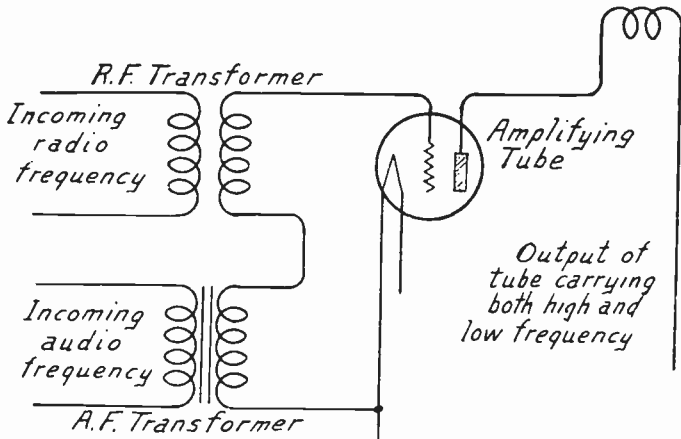 R.F. Transformer
Incoming
radio
frequency
Amplifying
Tube
Output of
tube carrying
both high and
low frequency
Incoming
audio
frequency
A.F. Transformer